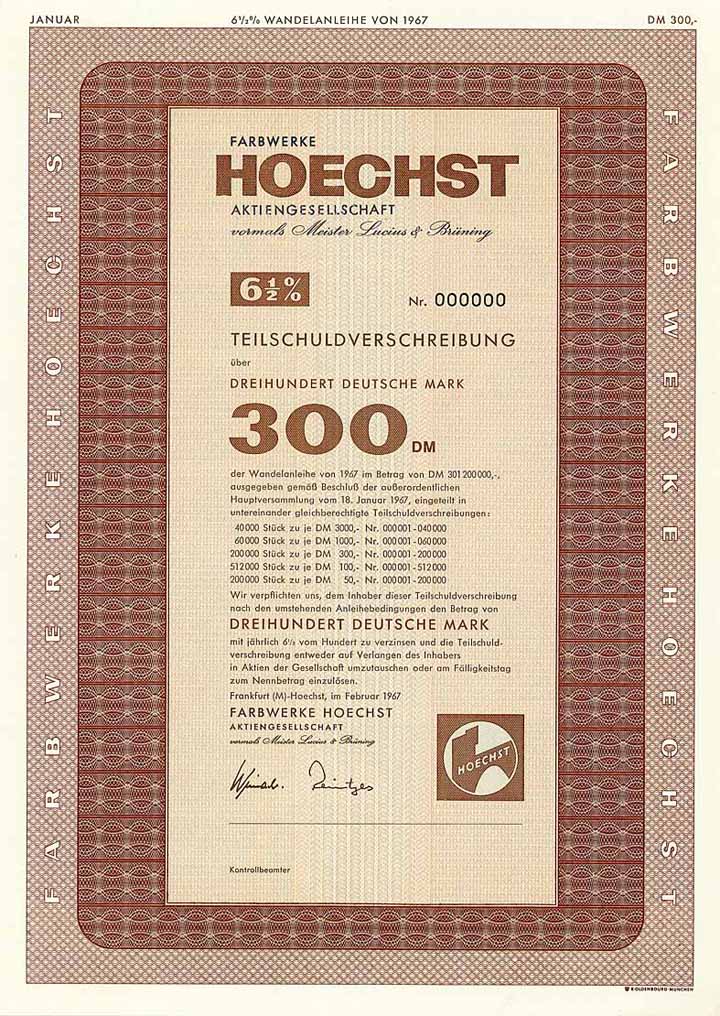 JANUAR 6½% WANDELANLEIHE VON 1967 DM 300,-
FARBWERKE HOECHST
FARBWERKE HOECHST
FARBWERKE
HOECHST
AKTIENGESELLSCHAFT
vormals Meister Lucius & Brüning
6½%
Nr. 000000
TEILSCHULDVERSCHREIBUNG
über
DREIHUNDERT DEUTSCHE MARK
300 DM
der Wandelanleihe von 1967 im Betrag von DM 301 200 000,-,
ausgegeben gemäß Beschluß der außerordentlichen
Hauptversammlung vom 18. Januar 1967, eingeteilt in
untereinander gleichberechtigte Teilschuldverschreibungen:
40 000 Stück zu je DM 3000,- Nr. 000001 - 040000
60 000 Stück zu je DM 1000,- Nr. 000001 - 060000
200 000 Stück zu je DM 300,- Nr. 000001 - 200000
512 000 Stück zu je DM 100,- Nr. 000001 - 512000
200 000 Stück zu je DM 50,- Nr. 000001 - 200000
Wir verpflichten uns, dem Inhaber dieser Teilschuldverschreibung
nach den umstehenden Anleihebedingungen den Betrag von
DREIHUNDERT DEUTSCHE MARK
mit jährlich 6½ vom Hundert zu verzinsen und die Teilschuld-
verschreibung entweder auf Verlangen des Inhabers
in Aktien der Gesellschaft umzutauschen oder am Fälligkeitstag
zum Nennbetrag einzulösen.
Frankfurt (M)-Hoechst, im Februar 1967
FARBWERKE HOECHST
AKTIENGESELLSCHAFT
vormals Meister Lucius & Brüning
HOECHST
Kontrollbeamter
R. OLDENBOURG MÜNCHEN